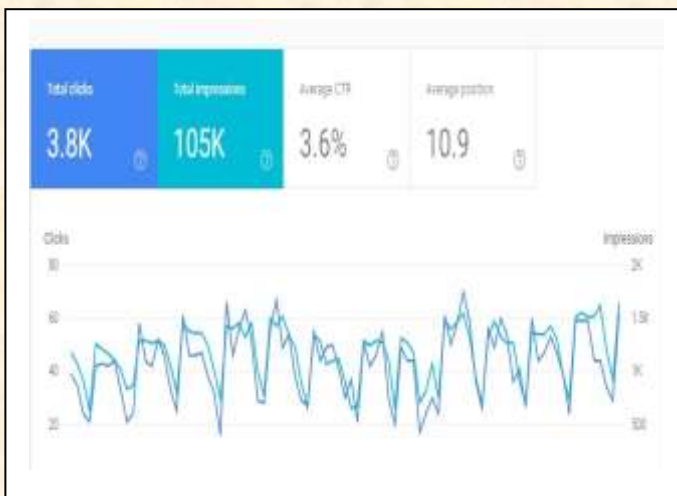 Total clicks
Total impressions
Average CTR
Average position
3.8K
105K
3.6%
10.9
Clicks
Impressions
80
2K
60
1.5K
40
1K
20
500